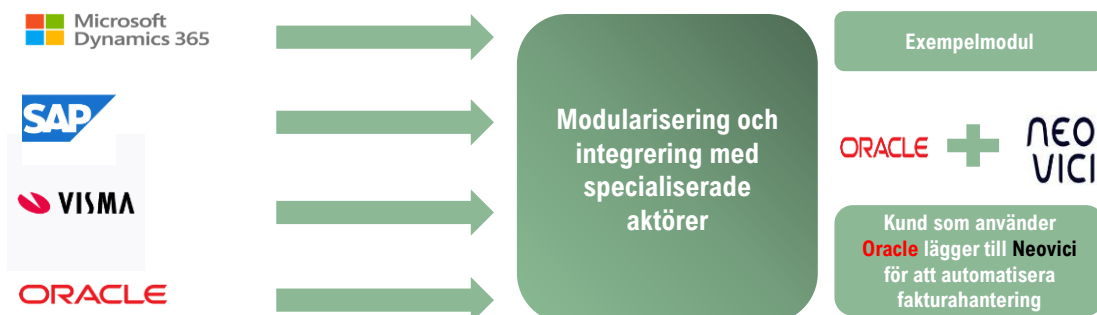 Microsoft
Dynamics 365
SAP
VISMA
ORACLE
Modularisering och
integrering med
specialiserade
aktörer
Exempelmodul
ORACLE
NEO
VICI
Kund som använder
Oracle lägger till Neovici
för att automatisera
fakturahantering